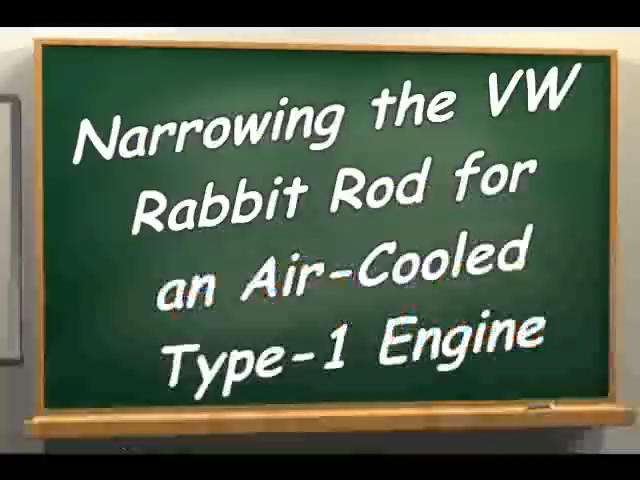 Narrowing the VW
Rabbit Rod for
an Air-Cooled
Type-1 Engine